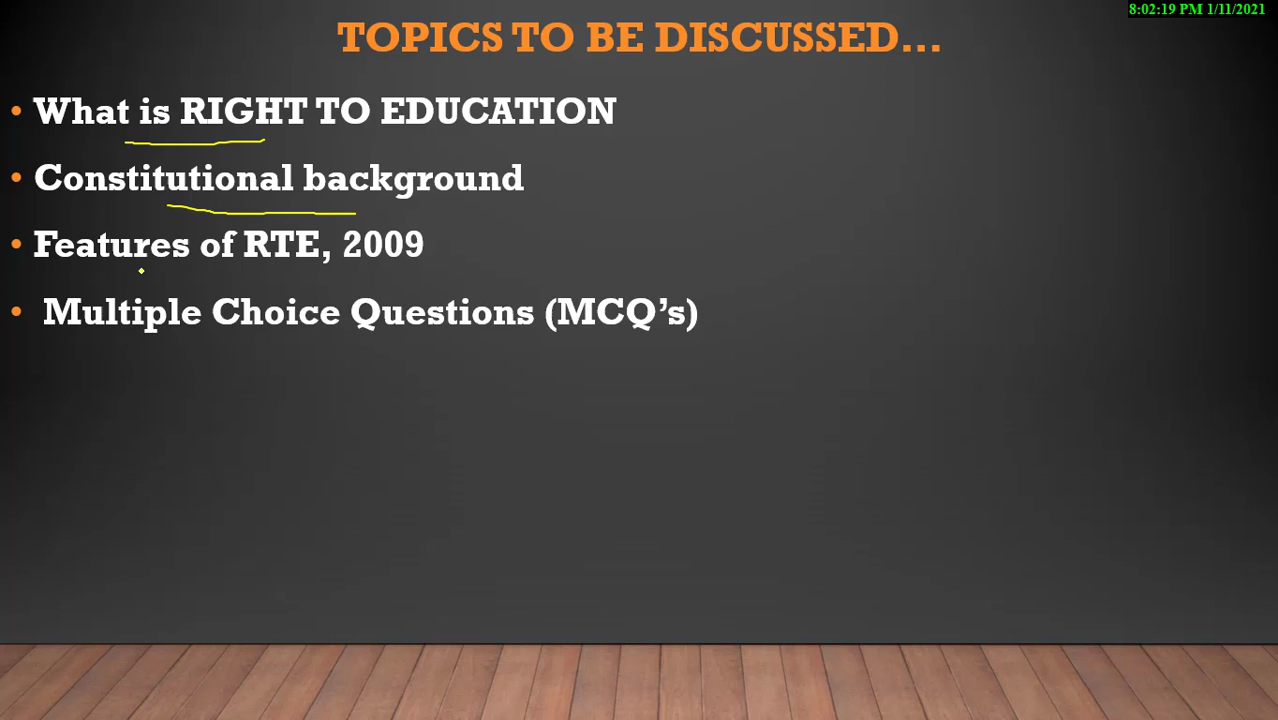 8:02:19 PM 1/11/2021
TOPICS TO BE DISCUSSED...
• What is RIGHT TO EDUCATION
• Constitutional background
• Features of RTE, 2009
• Multiple Choice Questions (MCQ’s)